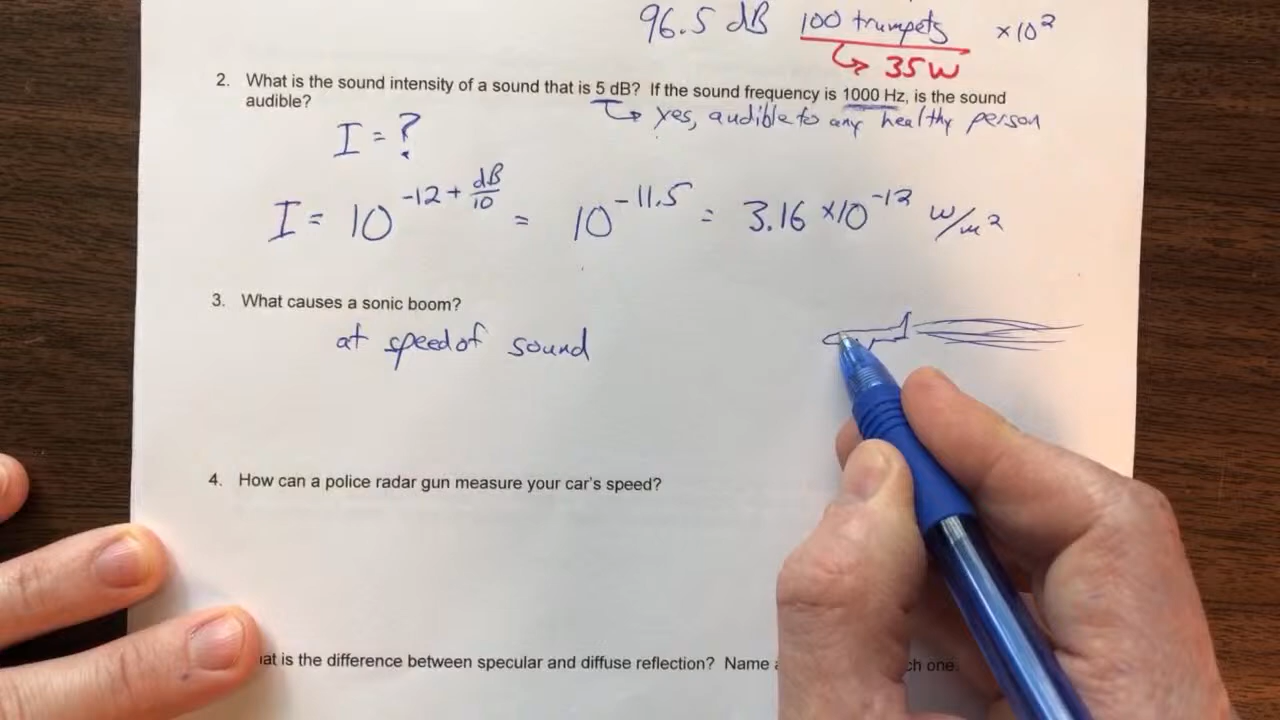 96.5 dB 100 trumpets ×10²
↳ 35W
2. What is the sound intensity of a sound that is 5 dB? If the sound frequency is 1000 Hz, is the sound
audible?
↳ yes, audible to any healthy person
I = ?
I = 10^(-12 + dB/10) = 10^(-11.5) = 3.16 ×10^(-12) W/m²
3. What causes a sonic boom?
at speed of sound
4. How can a police radar gun measure your car's speed?
at is the difference between specular and diffuse reflection? Name ch one.